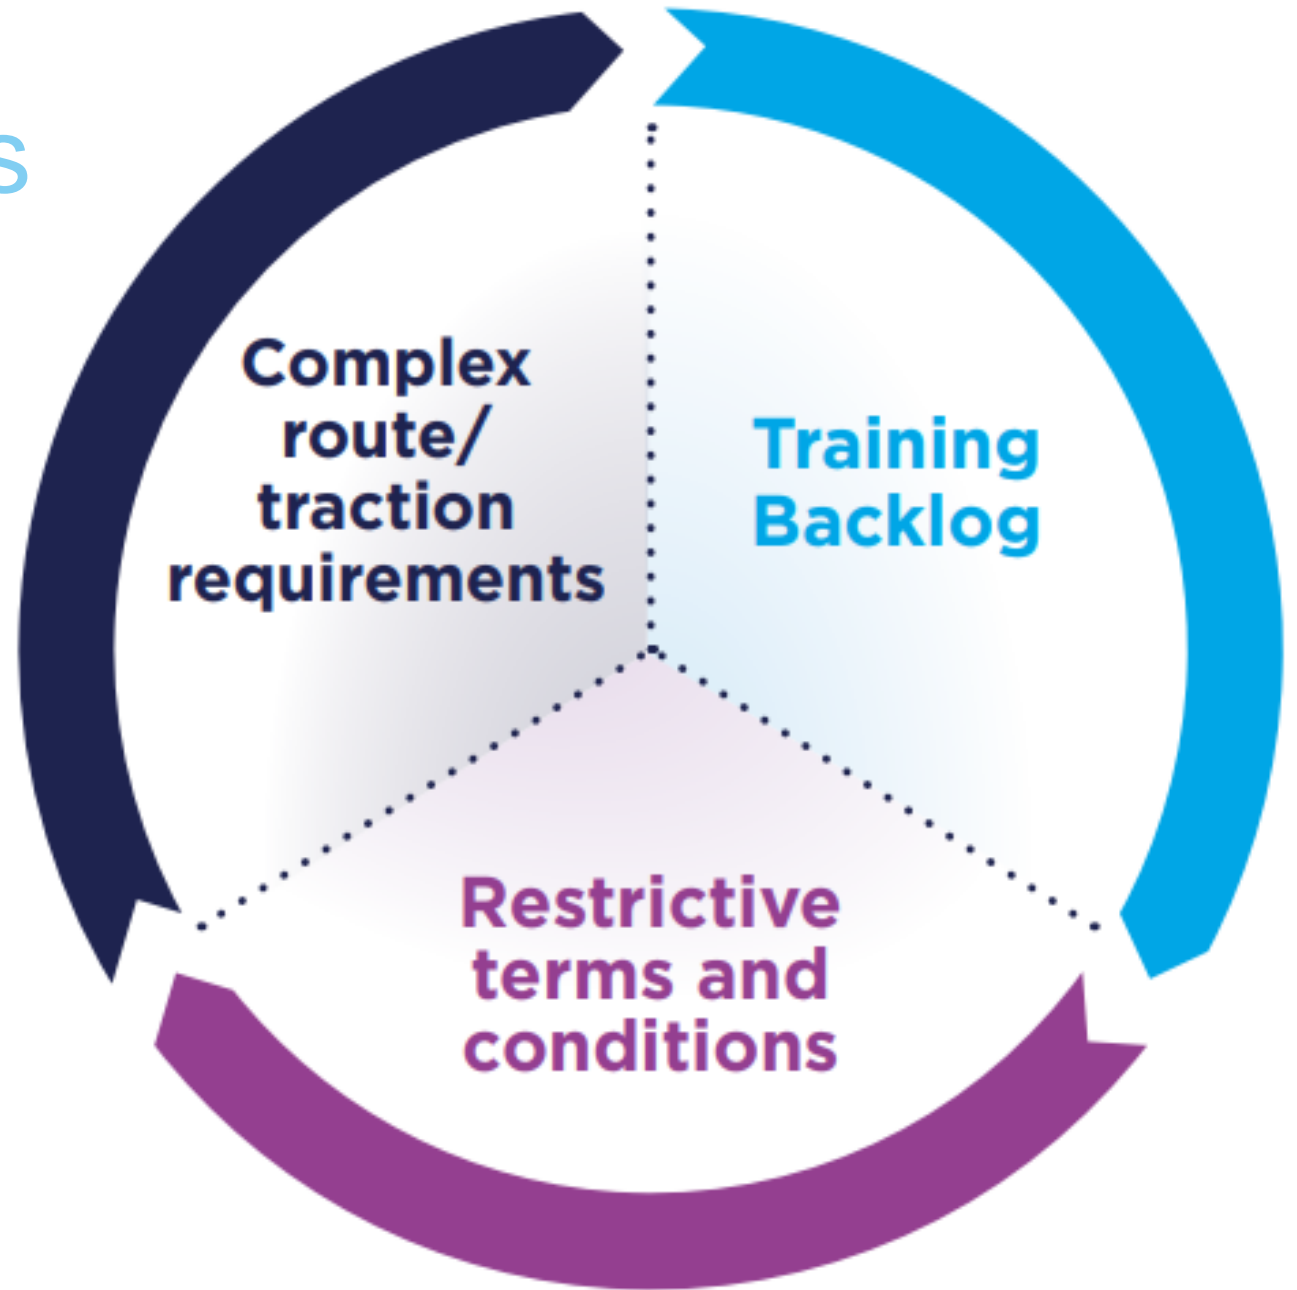 s
Complex
route/
traction
requirements
Training
Backlog
Restrictive
terms and
conditions